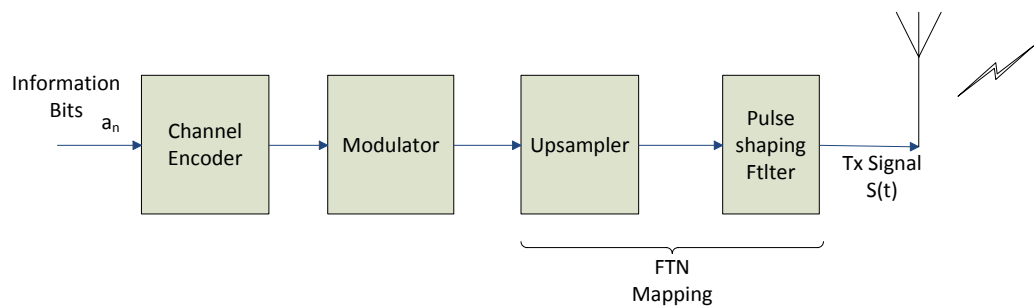 Information
Bits
aₙ
Channel
Encoder
Modulator
Upsampler
Pulse
shaping
Ftlter
Tx Signal
S(t)
FTN
Mapping